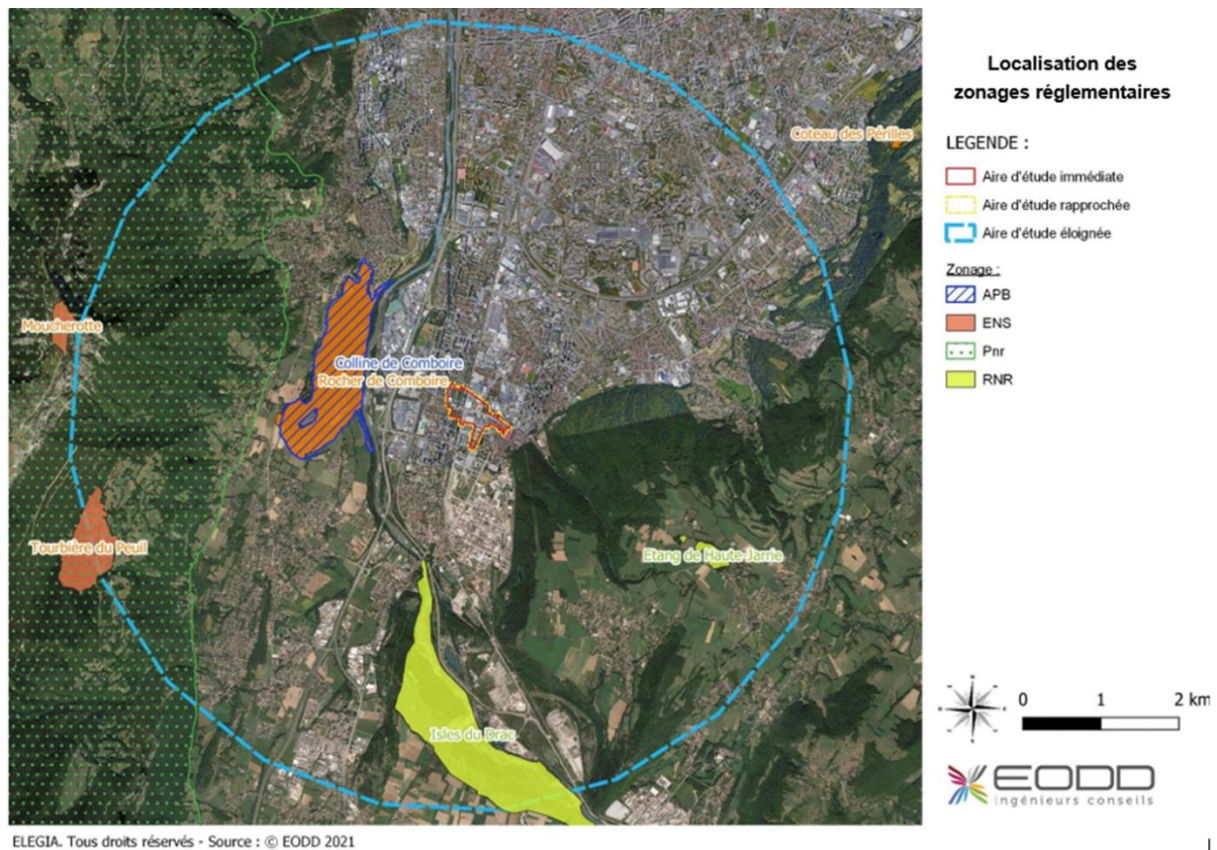 Localisation des
zonages réglementaires
LEGENDE :
Aire d'étude immédiate
Aire d'étude rapprochée
Aire d'étude éloignée
Zonage :
APB
ENS
Pnr
RNR
Coteau des Périlles
Moucherotte
Colline de Comboire
Rocher de Comboire
Tourbière du Peuil
Etang de Haute-Jarrie
Isles du Drac
0 1 2 km
EODD
ingénieurs conseils
ELEGIA. Tous droits réservés - Source : © EODD 2021